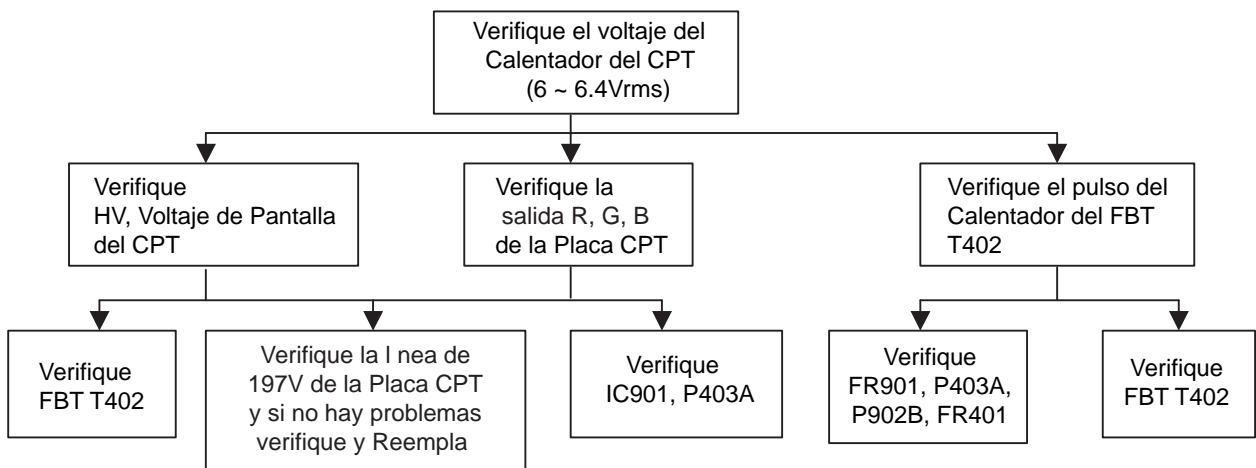 Verifique el voltaje del
Calentador del CPT
(6 ~ 6.4Vrms)
Verifique
HV, Voltaje de Pantalla
del CPT
Verifique la
salida R, G, B
de la Placa CPT
Verifique el pulso del
Calentador del FBT
T402
Verifique
FBT T402
Verifique la l nea de
197V de la Placa CPT
y si no hay problemas
verifique y Reempla
Verifique
IC901, P403A
Verifique
FR901, P403A,
P902B, FR401
Verifique
FBT T402